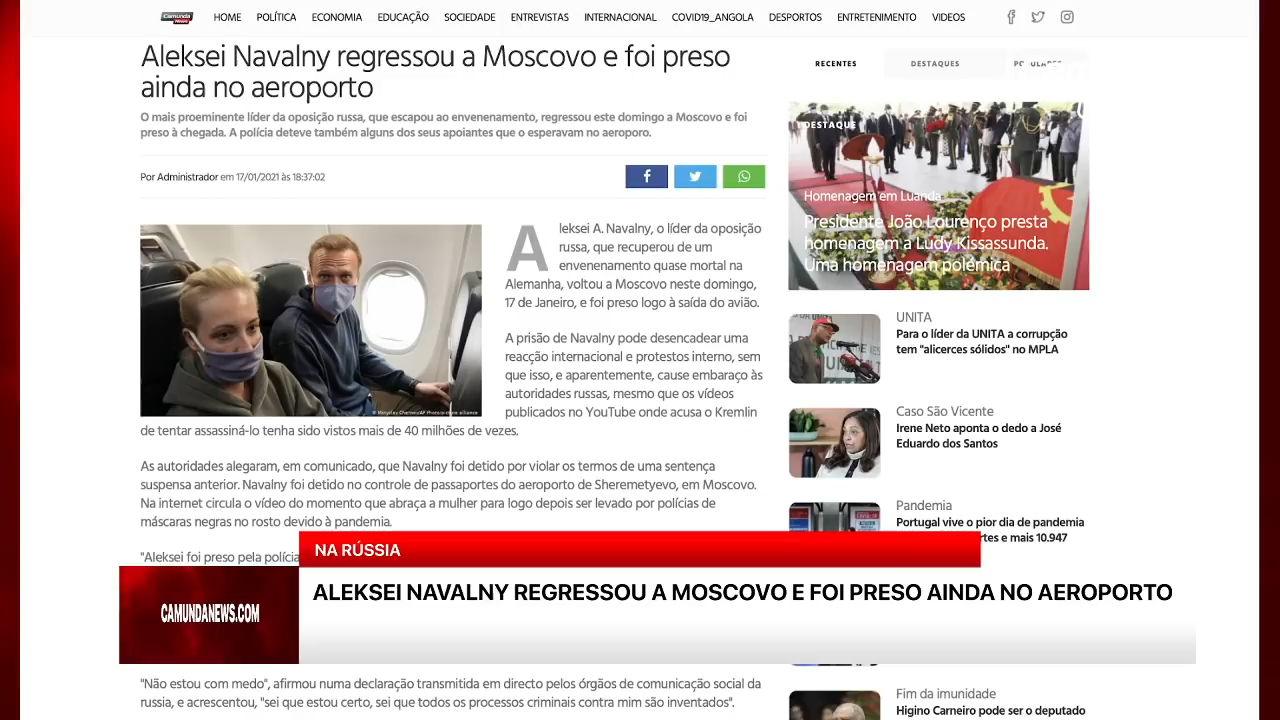 Camunda News
HOME POLÍTICA ECONOMIA EDUCAÇÃO SOCIEDADE ENTREVISTAS INTERNACIONAL COVID19_ANGOLA DESPORTOS ENTRETENIMENTO VIDEOS
Aleksei Navalny regressou a Moscovo e foi preso
ainda no aeroporto
O mais proeminente líder da oposição russa, que escapou ao envenenamento, regressou este domingo a Moscovo e foi
preso à chegada. A polícia deteve também alguns dos seus apoiantes que o esperavam no aeroporo.
Por Administrador em 17/01/2021 às 18:37:02
Aleksei A. Navalny, o líder da oposição
russa, que recuperou de um
envenenamento quase mortal na
Alemanha, voltou a Moscovo neste domingo,
17 de Janeiro, e foi preso logo à saída do avião.
A prisão de Navalny pode desencadear uma
reacção internacional e protestos interno, sem
que isso, e aparentemente, cause embaraço às
autoridades russas, mesmo que os vídeos
publicados no YouTube onde acusa o Kremlin
de tentar assassiná-lo tenha sido vistos mais de 40 milhões de vezes.
As autoridades alegaram, em comunicado, que Navalny foi detido por violar os termos de uma sentença
suspensa anterior. Navalny foi detido no controle de passaportes do aeroporto de Sheremetyevo, em Moscovo.
Na internet circula o vídeo do momento que abraça a mulher para logo depois ser levado por polícias de
máscaras negras no rosto devido à pandemia.
"Aleksei foi preso pela polícia
"Não estou com medo", afirmou numa declaração transmitida em directo pelos órgãos de comunicação social da
russia, e acrescentou, "sei que estou certo, sei que todos os processos criminais contra mim são inventados".
RECENTES DESTAQUES POPULARES
DESTAQUE
Homenagem em Luanda
Presidente João Lourenço presta
homenagem a Ludy Kissassunda.
Uma homenagem polémica
UNITA
Para o líder da UNITA a corrupção
tem "alicerces sólidos" no MPLA
Caso São Vicente
Irene Neto aponta o dedo a José
Eduardo dos Santos
Pandemia
Portugal vive o pior dia de pandemia
rtes e mais 10.947
Fim da imunidade
Higino Carneiro pode ser o deputado
NA RÚSSIA
CAMUNDANEWS.COM
ALEKSEI NAVALNY REGRESSOU A MOSCOVO E FOI PRESO AINDA NO AEROPORTO